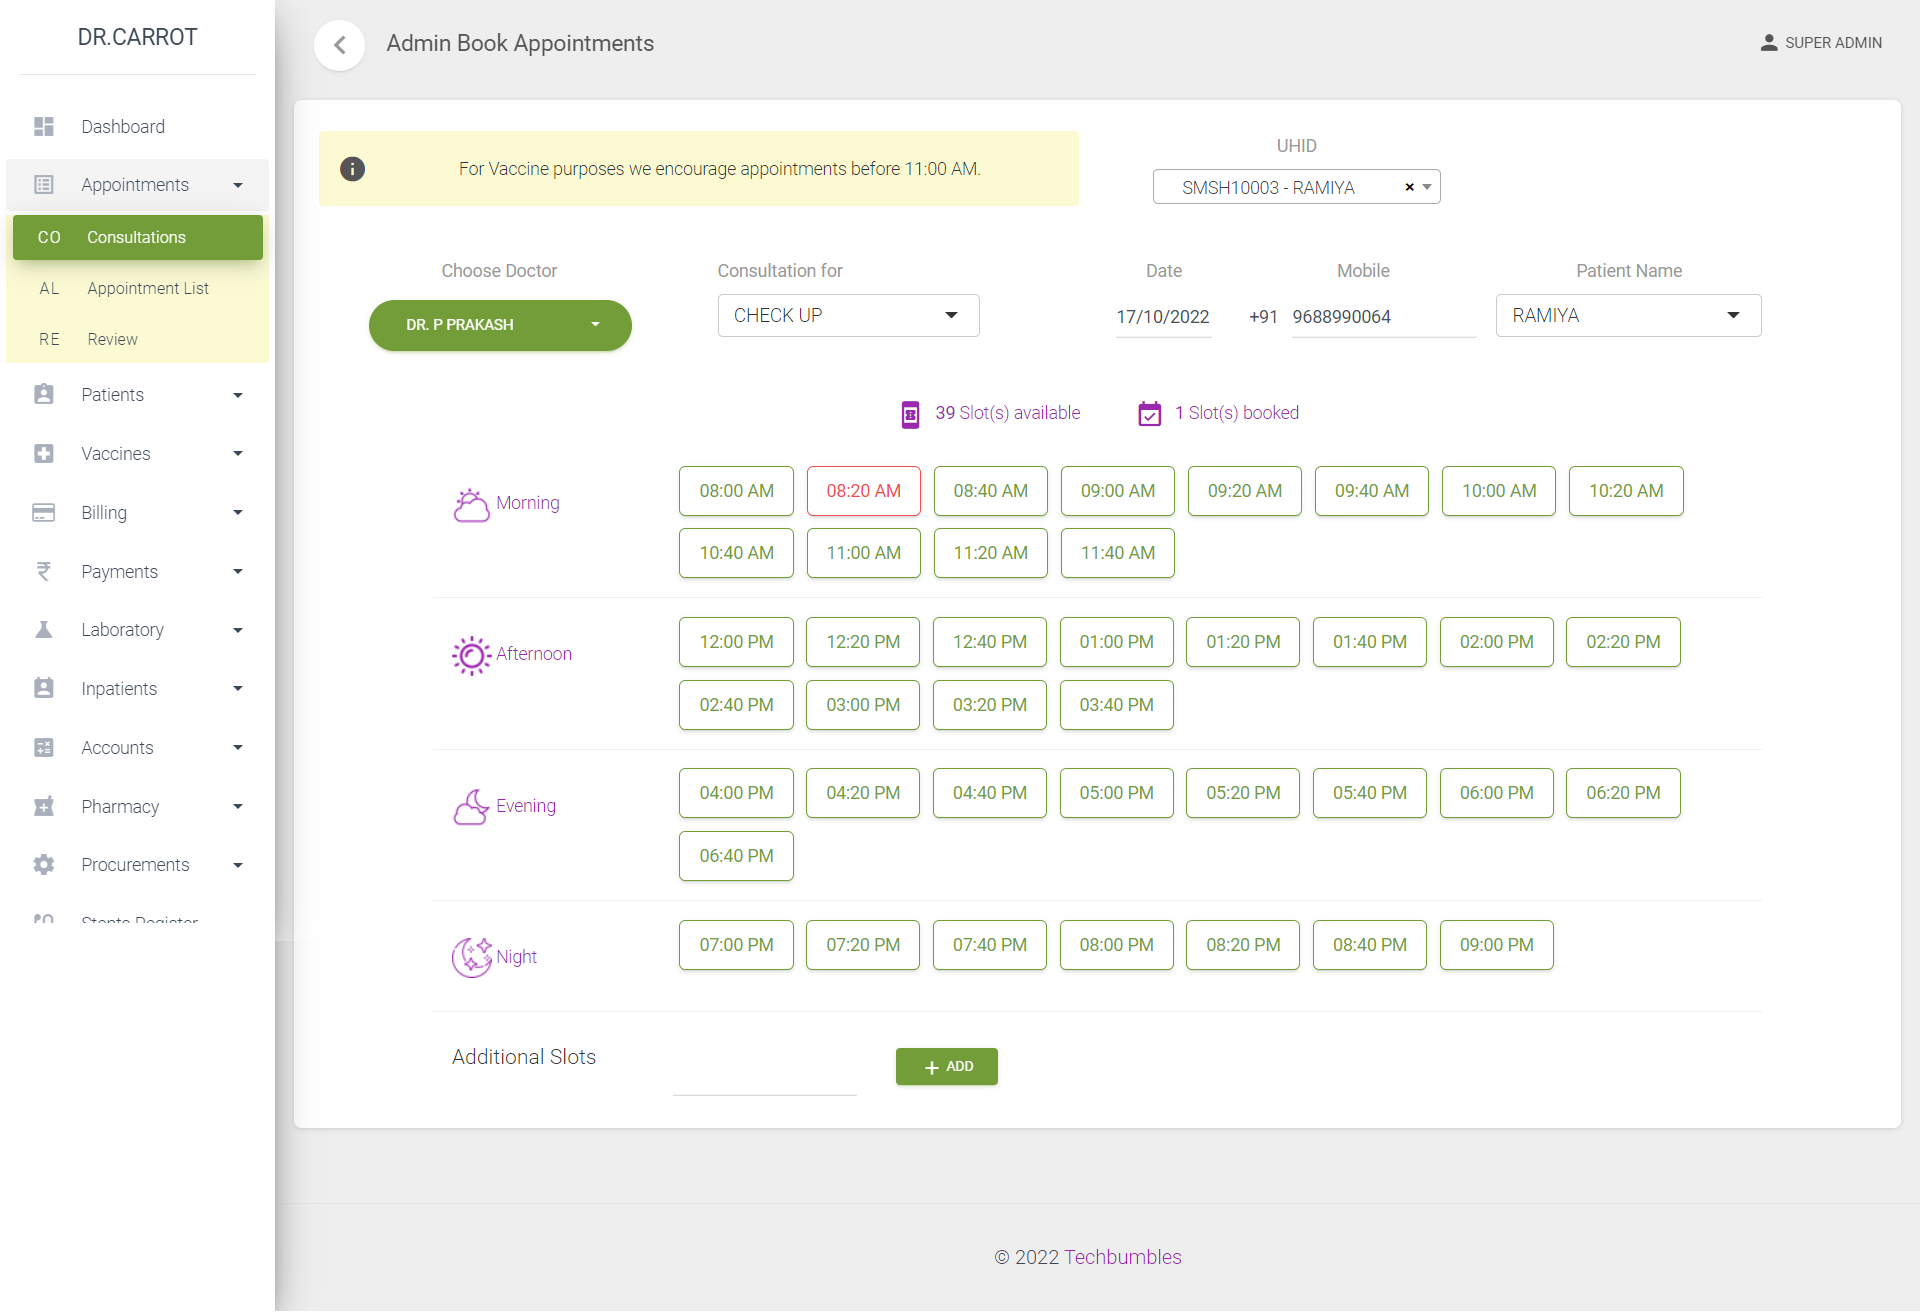 DR.CARROT
Dashboard
Appointments
CO Consultations
AL Appointment List
RE Review
Patients
Vaccines
Billing
Payments
Laboratory
Inpatients
Accounts
Pharmacy
Procurements
Stents Register
Admin Book Appointments
SUPER ADMIN
For Vaccine purposes we encourage appointments before 11:00 AM.
UHID
SMSH10003 - RAMIYA × 
Choose Doctor Consultation for Date Mobile Patient Name
DR. P PRAKASH CHECK UP 17/10/2022 +91 9688990064 RAMIYA
39 Slot(s) available 1 Slot(s) booked
Morning
08:00 AM 08:20 AM 08:40 AM 09:00 AM 09:20 AM 09:40 AM 10:00 AM 10:20 AM
10:40 AM 11:00 AM 11:20 AM 11:40 AM
Afternoon
12:00 PM 12:20 PM 12:40 PM 01:00 PM 01:20 PM 01:40 PM 02:00 PM 02:20 PM
02:40 PM 03:00 PM 03:20 PM 03:40 PM
Evening
04:00 PM 04:20 PM 04:40 PM 05:00 PM 05:20 PM 05:40 PM 06:00 PM 06:20 PM
06:40 PM
Night
07:00 PM 07:20 PM 07:40 PM 08:00 PM 08:20 PM 08:40 PM 09:00 PM
Additional Slots
+ ADD
© 2022 Techbumbles